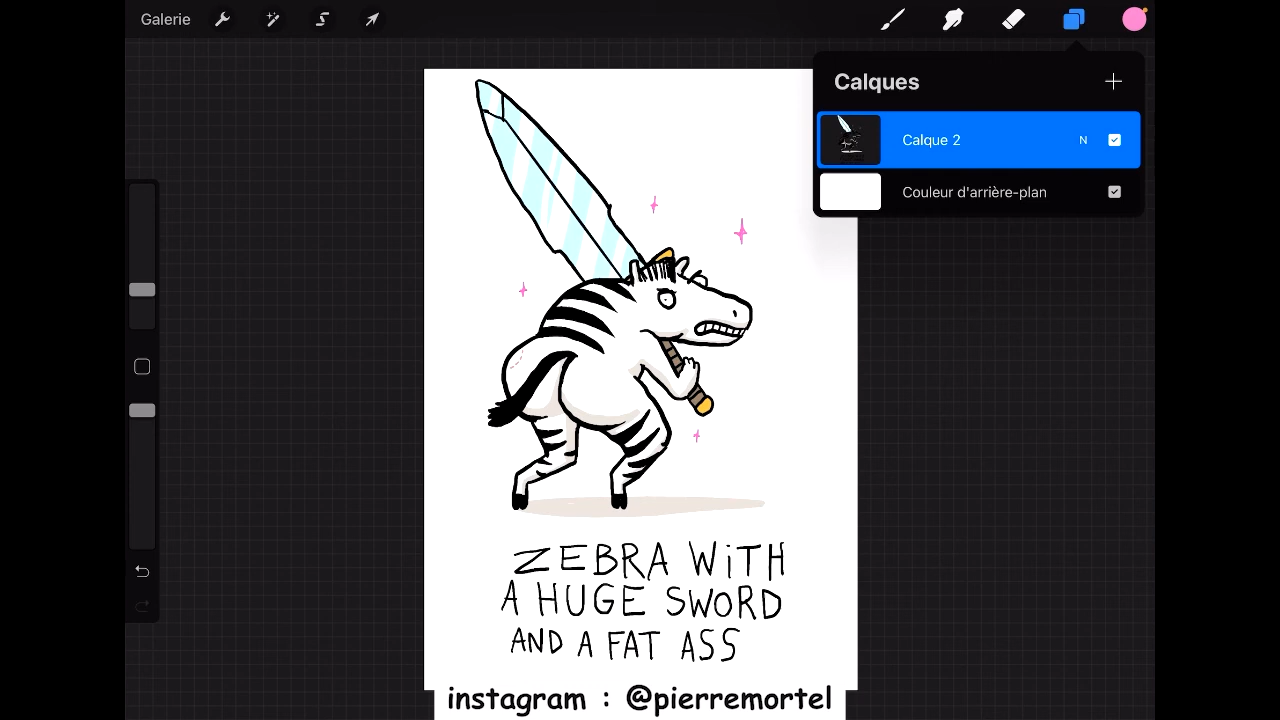 Galerie
Calques
Calque 2
N
Couleur d'arrière-plan
ZEBRA WiTH
A HUGE SWORD
AND A FAT ASS
instagram : @pierremortel